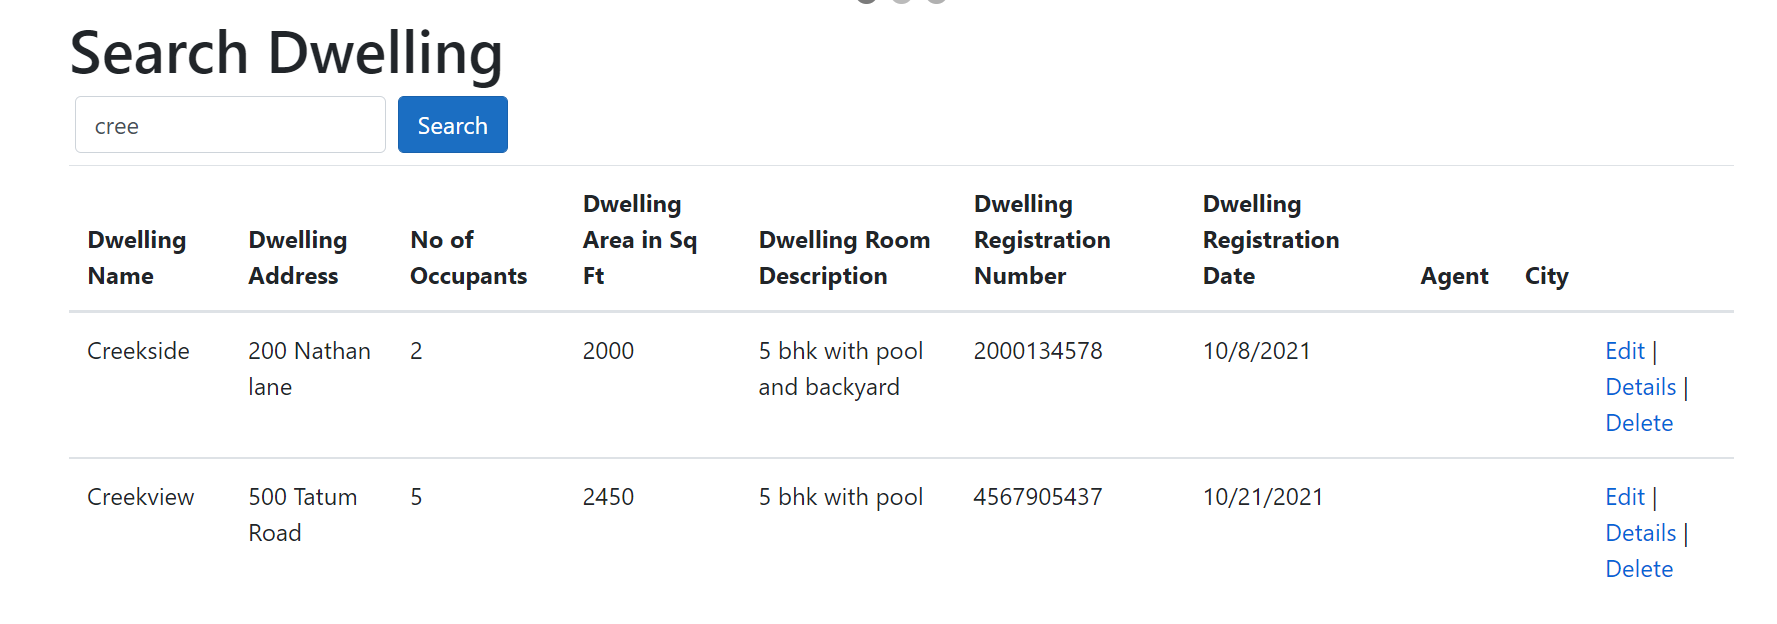 Search Dwelling
cree Search
Dwelling Name Dwelling Address No of Occupants Dwelling Area in Sq Ft Dwelling Room Description Dwelling Registration Number Dwelling Registration Date Agent City
Creekside 200 Nathan lane 2 2000 5 bhk with pool and backyard 2000134578 10/8/2021 Edit | Details | Delete
Creekview 500 Tatum Road 5 2450 5 bhk with pool 4567905437 10/21/2021 Edit | Details | Delete